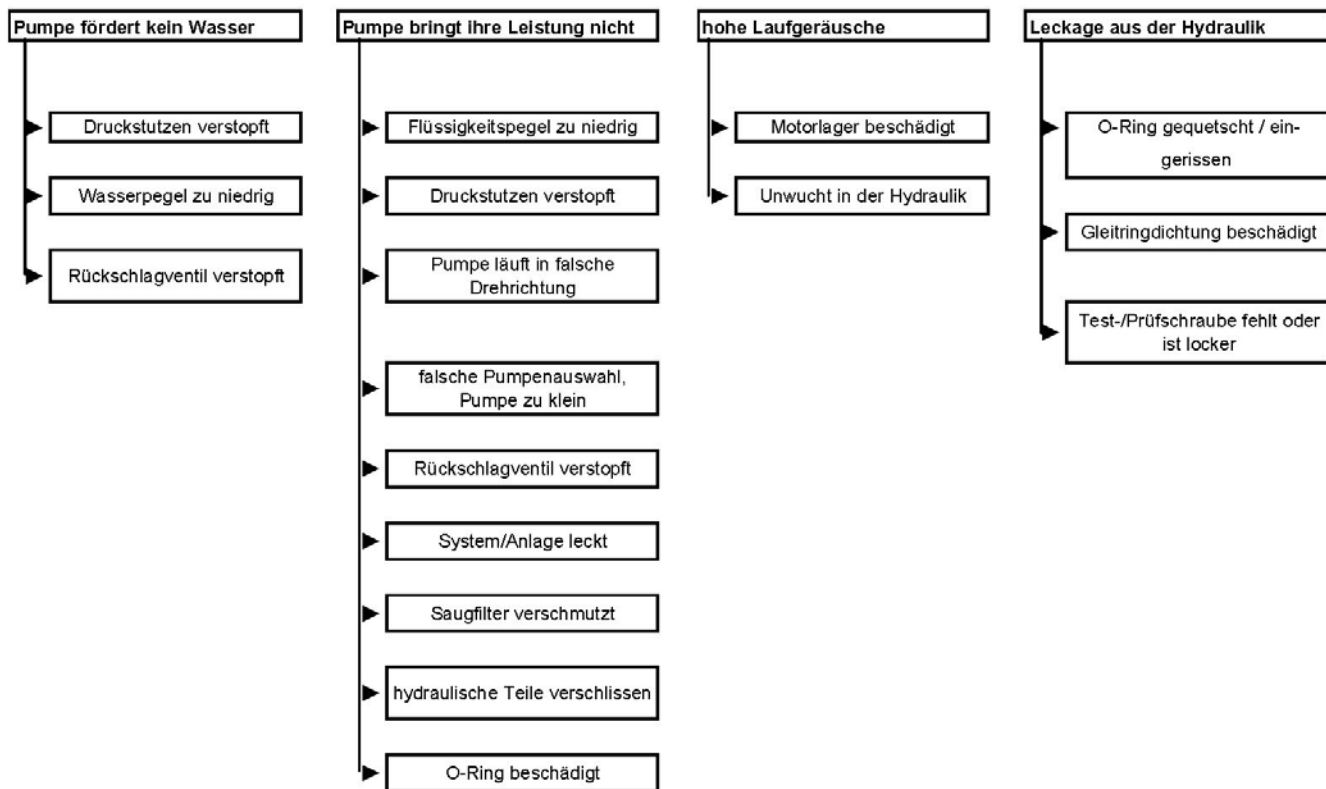 Pumpe fördert kein Wasser
Druckstutzen verstopft
Wasserpegel zu niedrig
Rückschlagventil verstopft
Pumpe bringt ihre Leistung nicht
Flüssigkeitspegel zu niedrig
Druckstutzen verstopft
Pumpe läuft in falsche
Drehrichtung
falsche Pumpenauswahl,
Pumpe zu klein
Rückschlagventil verstopft
System/Anlage leckt
Saugfilter verschmutzt
hydraulische Teile verschlissen
O-Ring beschädigt
hohe Laufgeräusche
Motorlager beschädigt
Unwucht in der Hydraulik
Leckage aus der Hydraulik
O-Ring gequetscht / ein-
gerissen
Gleitringdichtung beschädigt
Test-/Prüfschraube fehlt oder
ist locker